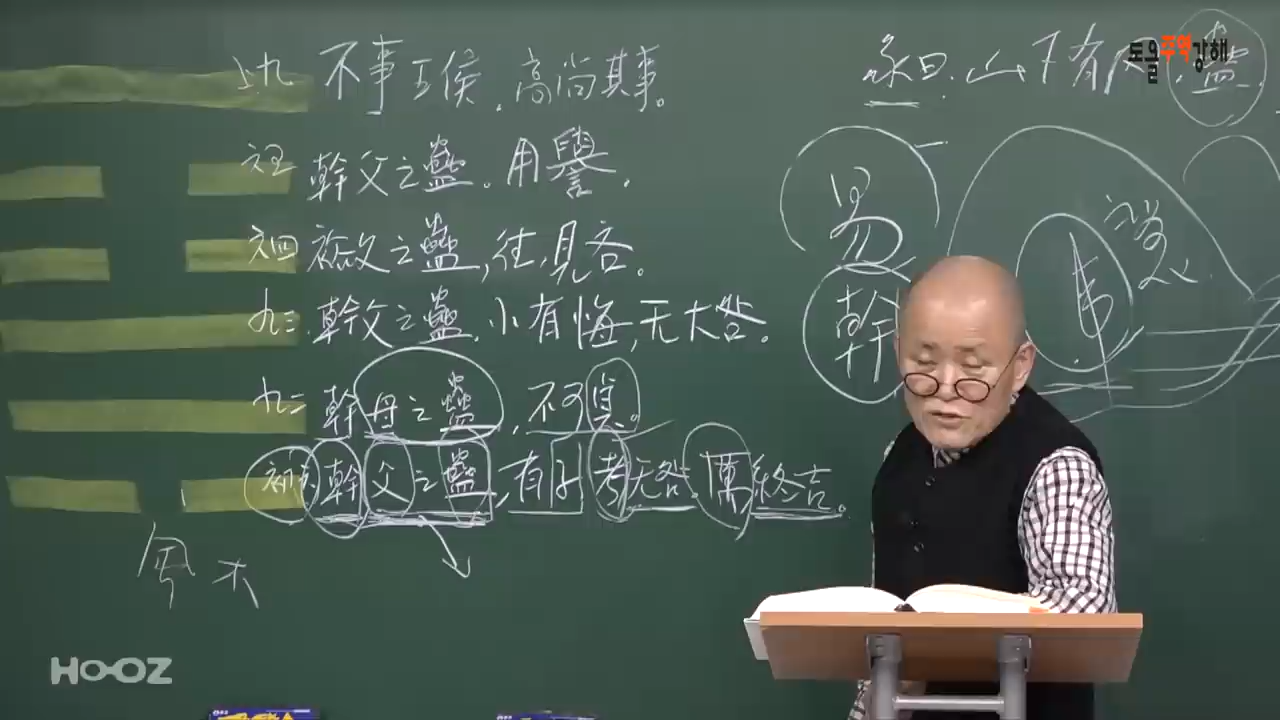 도올주역강해
象曰. 山下有風, 蠱.
上九 不事王侯, 高尚其事。
六五 幹父之蠱。用譽.
六四 裕父之蠱, 往見吝。
九三. 幹父之蠱. 小有悔, 无大咎。
九二 幹母之蠱, 不可貞。
初六 幹父之蠱, 有子考无咎. 厲終吉。
易
幹
風 木
HOOZ